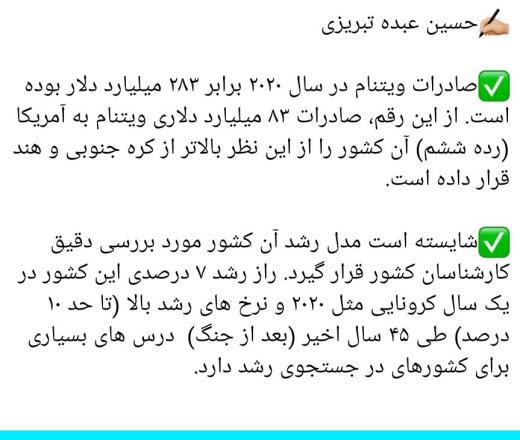 ✍🏼حسین عبده تبریزی
✅صادرات ویتنام در سال ۲۰۲۰ برابر ۲۸۳ میلیارد دلار بوده
است. از این رقم، صادرات ۸۳ میلیارد دلاری ویتنام به آمریکا
(رده ششم) آن کشور را از این نظر بالاتر از کره جنوبی و هند
قرار داده است.
✅شایسته است مدل رشد آن کشور مورد بررسی دقیق
کارشناسان کشور قرار گیرد. راز رشد ۷ درصدی این کشور در
یک سال کرونایی مثل ۲۰۲۰ و نرخ های رشد بالا (تا حد ۱۰
درصد) طی ۴۵ سال اخیر (بعد از جنگ) درس های بسیاری
برای کشورهای در جستجوی رشد دارد.